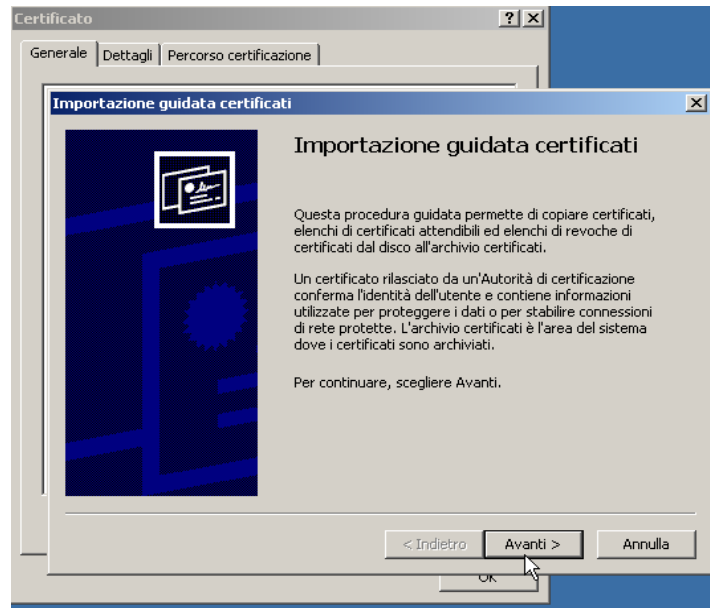 Certificato
Generale Dettagli Percorso certificazione
Importazione guidata certificati
Importazione guidata certificati
Questa procedura guidata permette di copiare certificati,
elenchi di certificati attendibili ed elenchi di revoche di
certificati dal disco all'archivio certificati.
Un certificato rilasciato da un'Autorità di certificazione
conferma l'identità dell'utente e contiene informazioni
utilizzate per proteggere i dati o per stabilire connessioni
di rete protette. L'archivio certificati è l'area del sistema
dove i certificati sono archiviati.
Per continuare, scegliere Avanti.
< Indietro Avanti > Annulla
OK